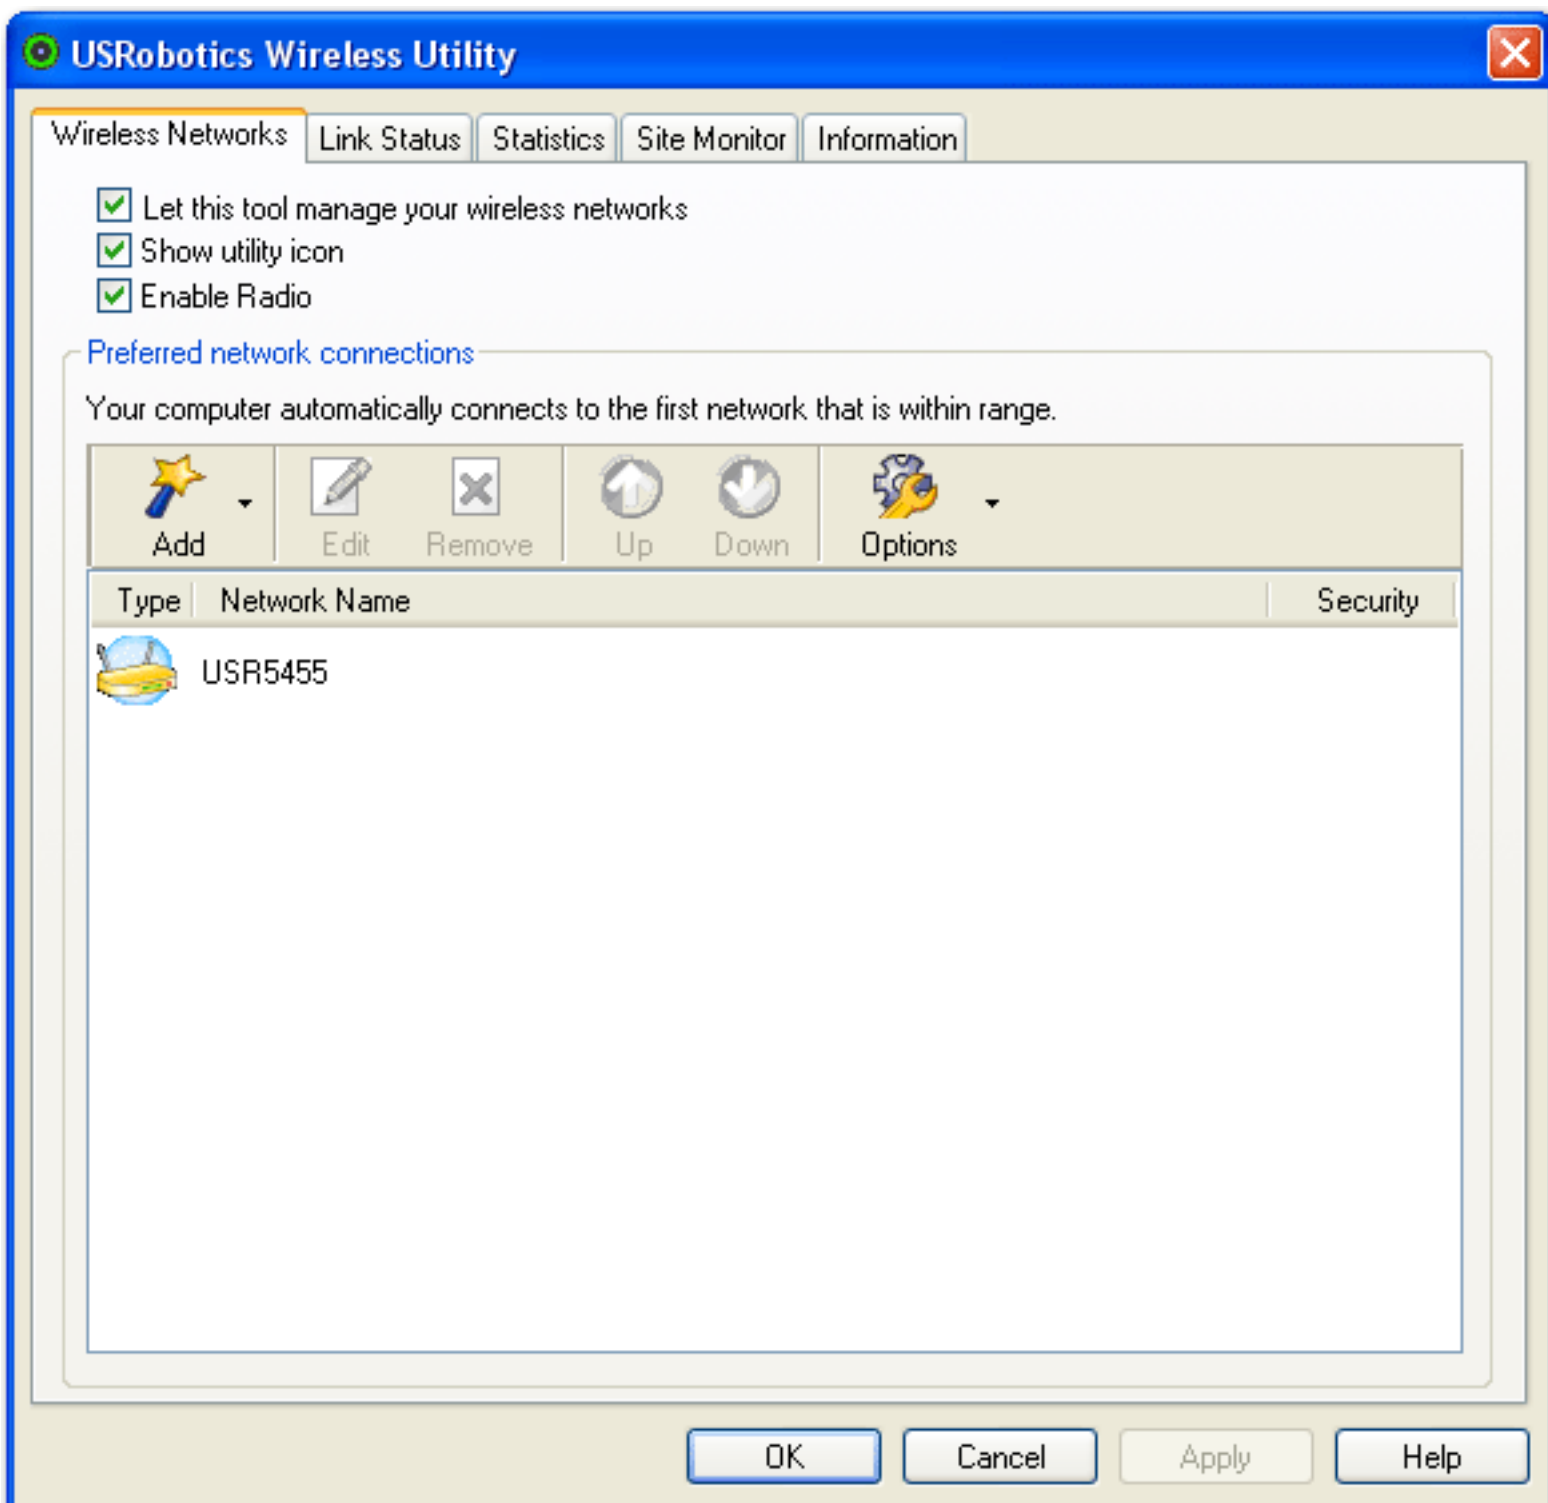 USRobotics Wireless Utility
Wireless Networks Link Status Statistics Site Monitor Information
Let this tool manage your wireless networks
Show utility icon
Enable Radio
Preferred network connections
Your computer automatically connects to the first network that is within range.
Add Edit Remove Up Down Options
Type Network Name Security
USR5455
OK Cancel Apply Help